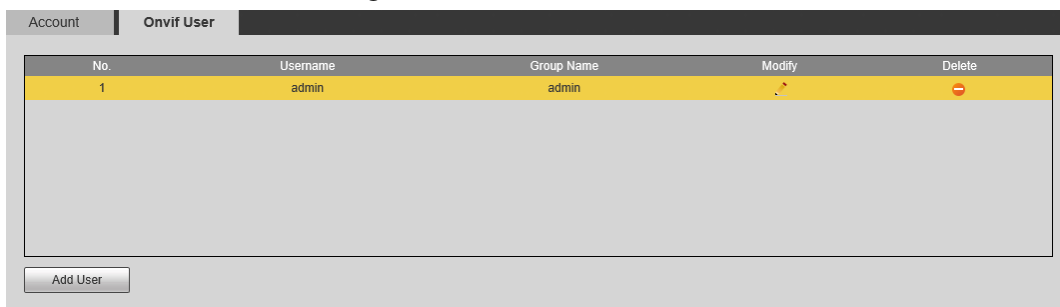 Account Onvif User
No. Username Group Name Modify Delete
1 admin admin
Add User